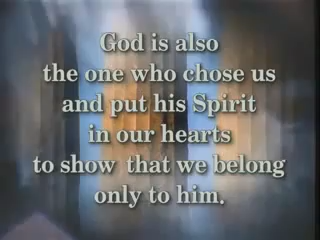 God is also
the one who chose us
and put his Spirit
in our hearts
to show that we belong
only to him.